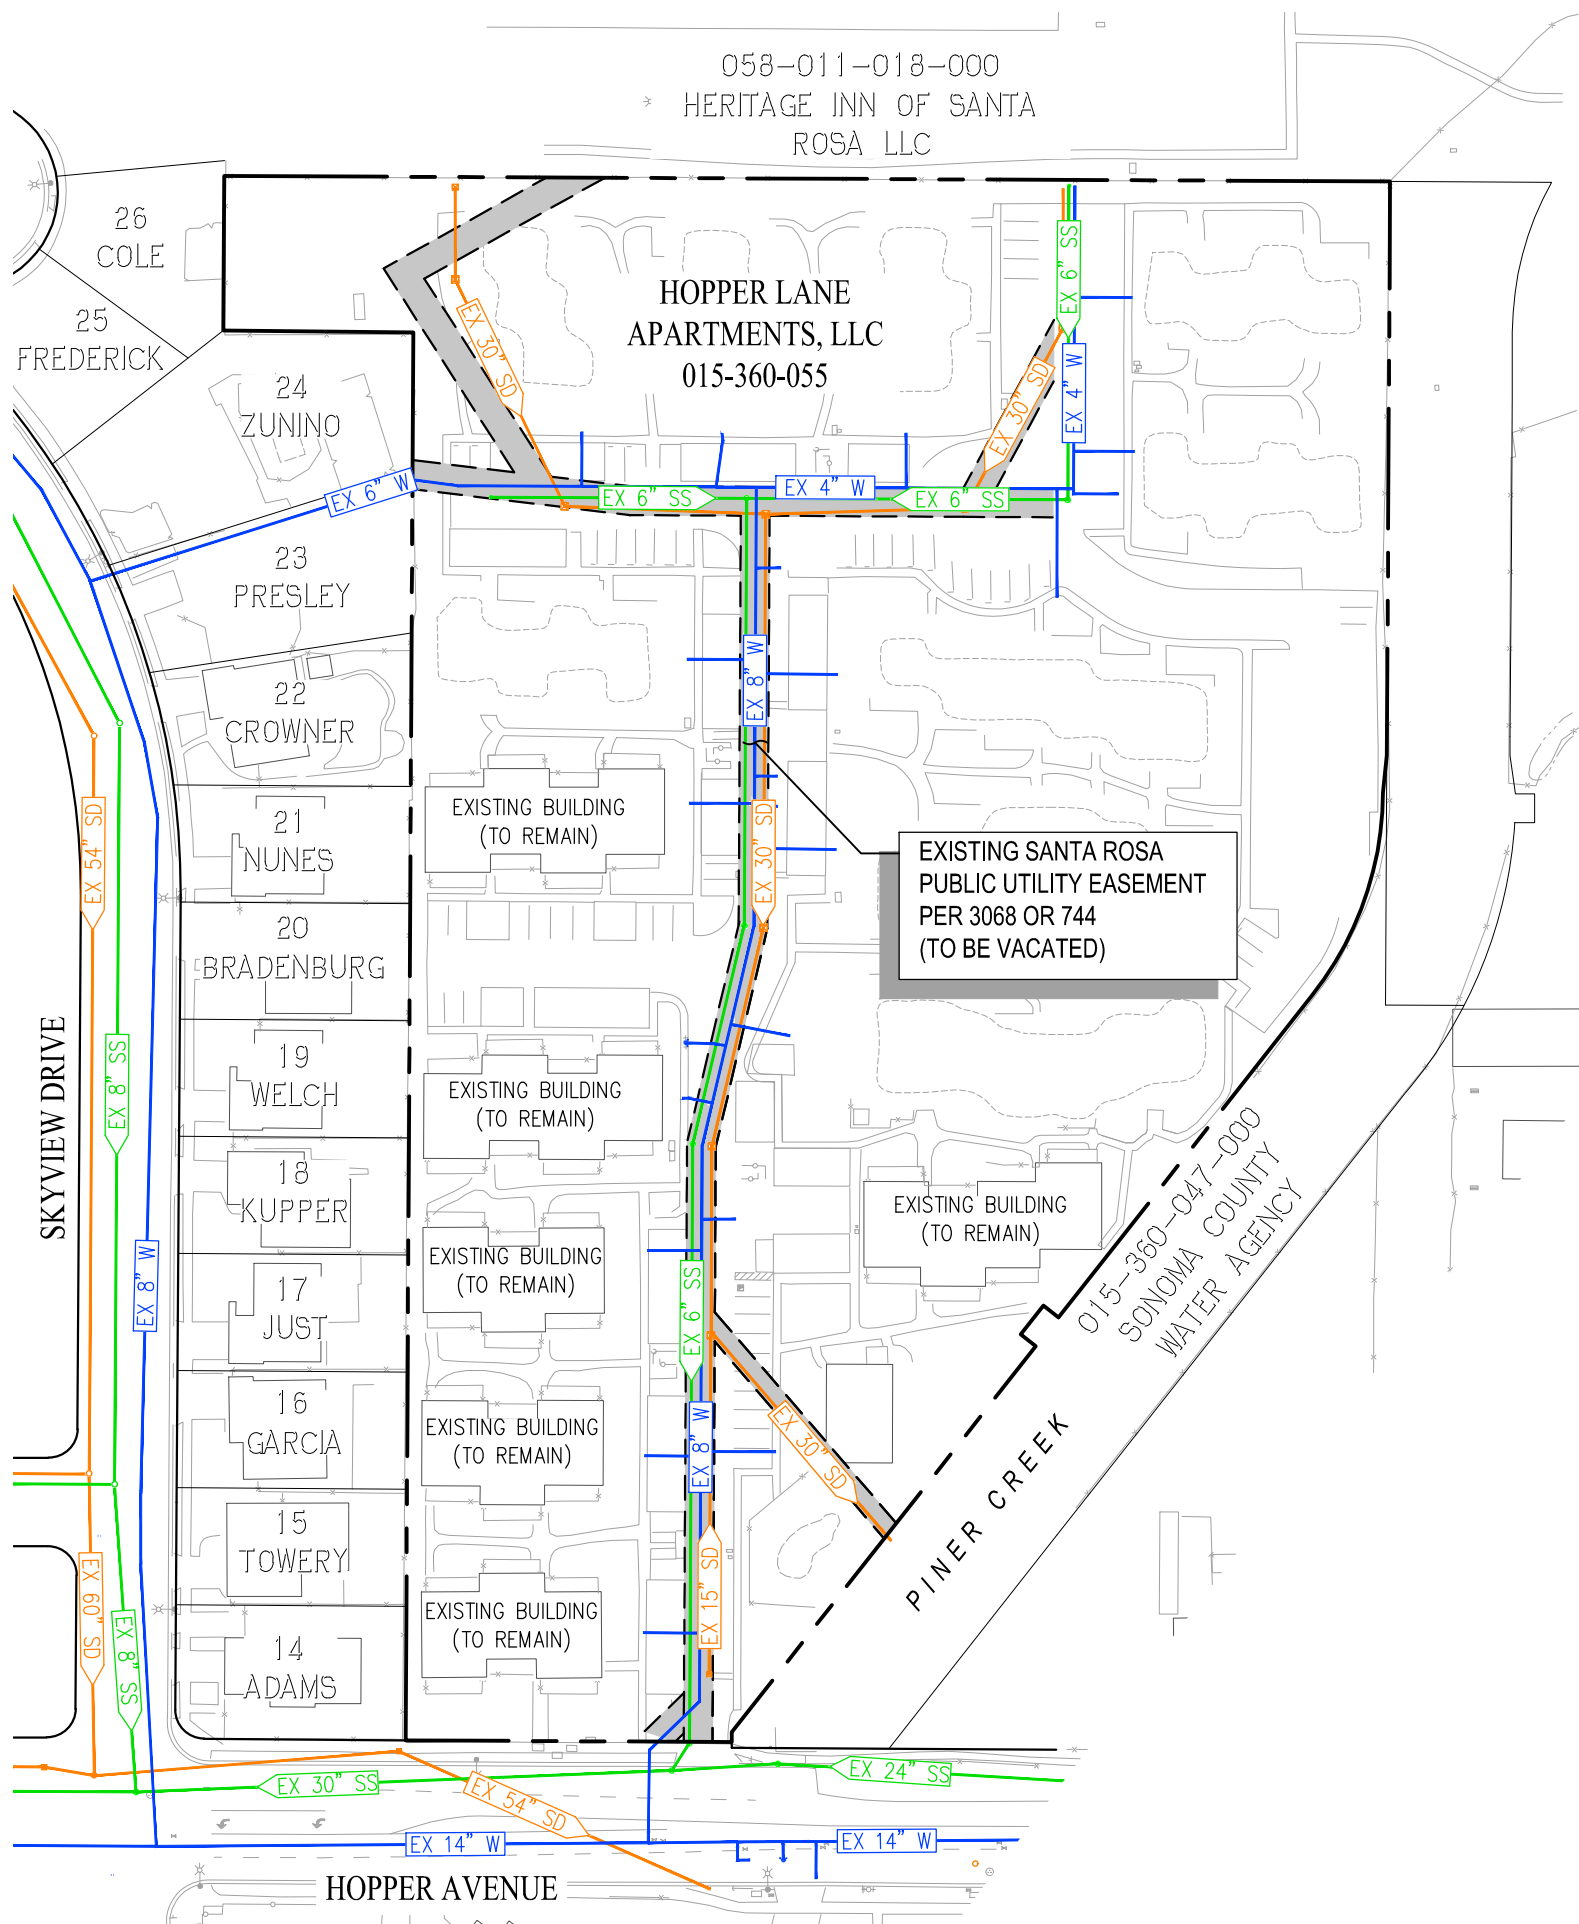 058-011-018-000
HERITAGE INN OF SANTA
ROSA LLC
26
COLE
25
FREDERICK
24
ZUNINO
HOPPER LANE
APARTMENTS, LLC
015-360-055
EX 30" SD
EX 6" SS
EX 4" W
EX 30" SD
EX 6" W
EX 6" SS
EX 4" W
EX 6" SS
23
PRESLEY
22
CROWNER
EX 8" W
21
NUNES
EX 54" SD
EXISTING BUILDING
(TO REMAIN)
EX 30" SD
EXISTING SANTA ROSA
PUBLIC UTILITY EASEMENT
PER 3068 OR 744
(TO BE VACATED)
20
BRADENBURG
SKYVIEW DRIVE
EX 8" SS
19
WELCH
EXISTING BUILDING
(TO REMAIN)
18
KUPPER
EXISTING BUILDING
(TO REMAIN)
015-360-047-000
SONOMA COUNTY
WATER AGENCY
EX 8" W
EXISTING BUILDING
(TO REMAIN)
EX 6" SS
17
JUST
16
GARCIA
EXISTING BUILDING
(TO REMAIN)
EX 8" W
EX 30" SD
PINER CREEK
15
TOWERY
EX 60" SD
EX 8" SS
EX 15" SD
EXISTING BUILDING
(TO REMAIN)
14
ADAMS
EX 30" SS
EX 54" SD
EX 24" SS
EX 14" W
EX 14" W
HOPPER AVENUE